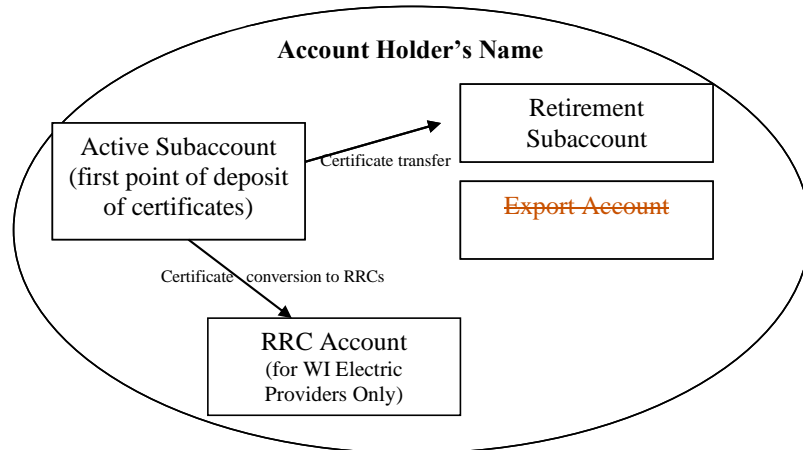 Account Holder’s Name
Active Subaccount
(first point of deposit
of certificates)
Certificate transfer
Retirement
Subaccount
Export Account
Certificate conversion to RRCs
RRC Account
(for WI Electric
Providers Only)